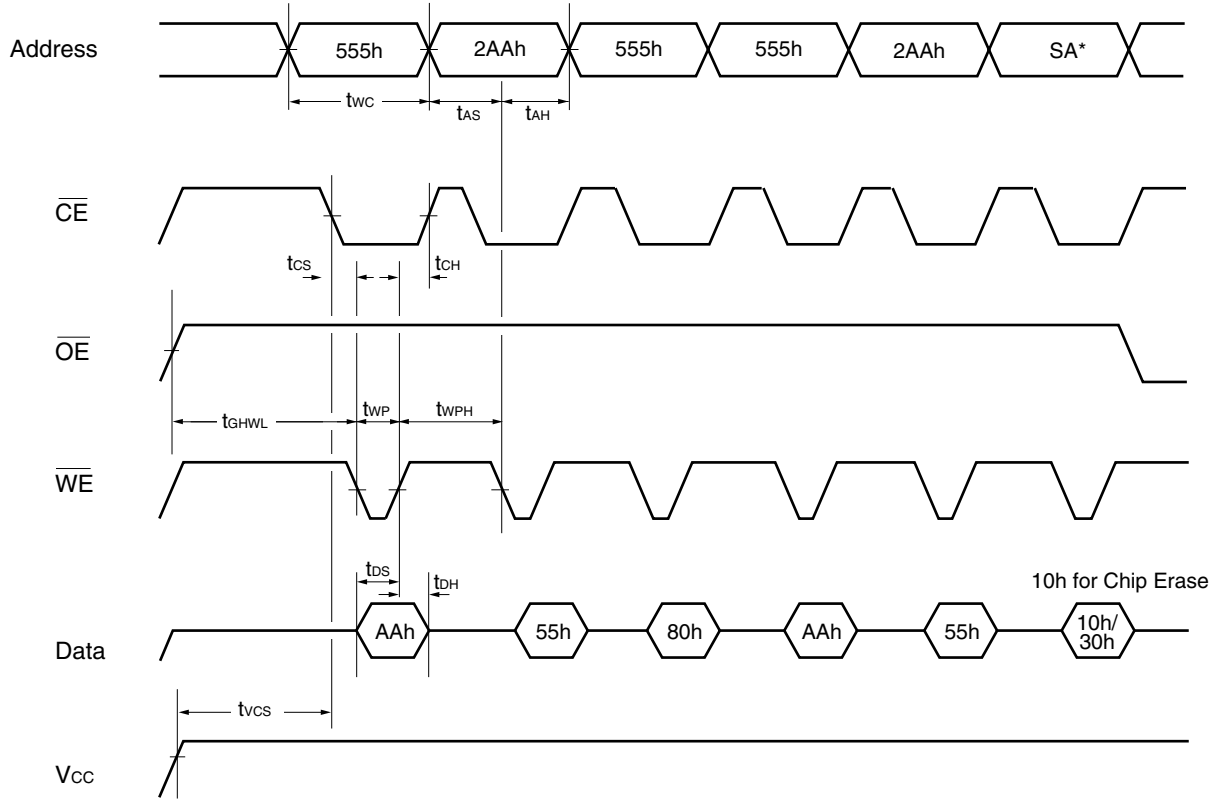 Address
555h
2AAh
555h
555h
2AAh
SA*
tWC
tAS
tAH
CE
tCS
tCH
OE
tGHWL
tWP
tWPH
WE
tDS
tDH
10h for Chip Erase
Data
AAh
55h
80h
AAh
55h
10h/
30h
tVCS
VCC